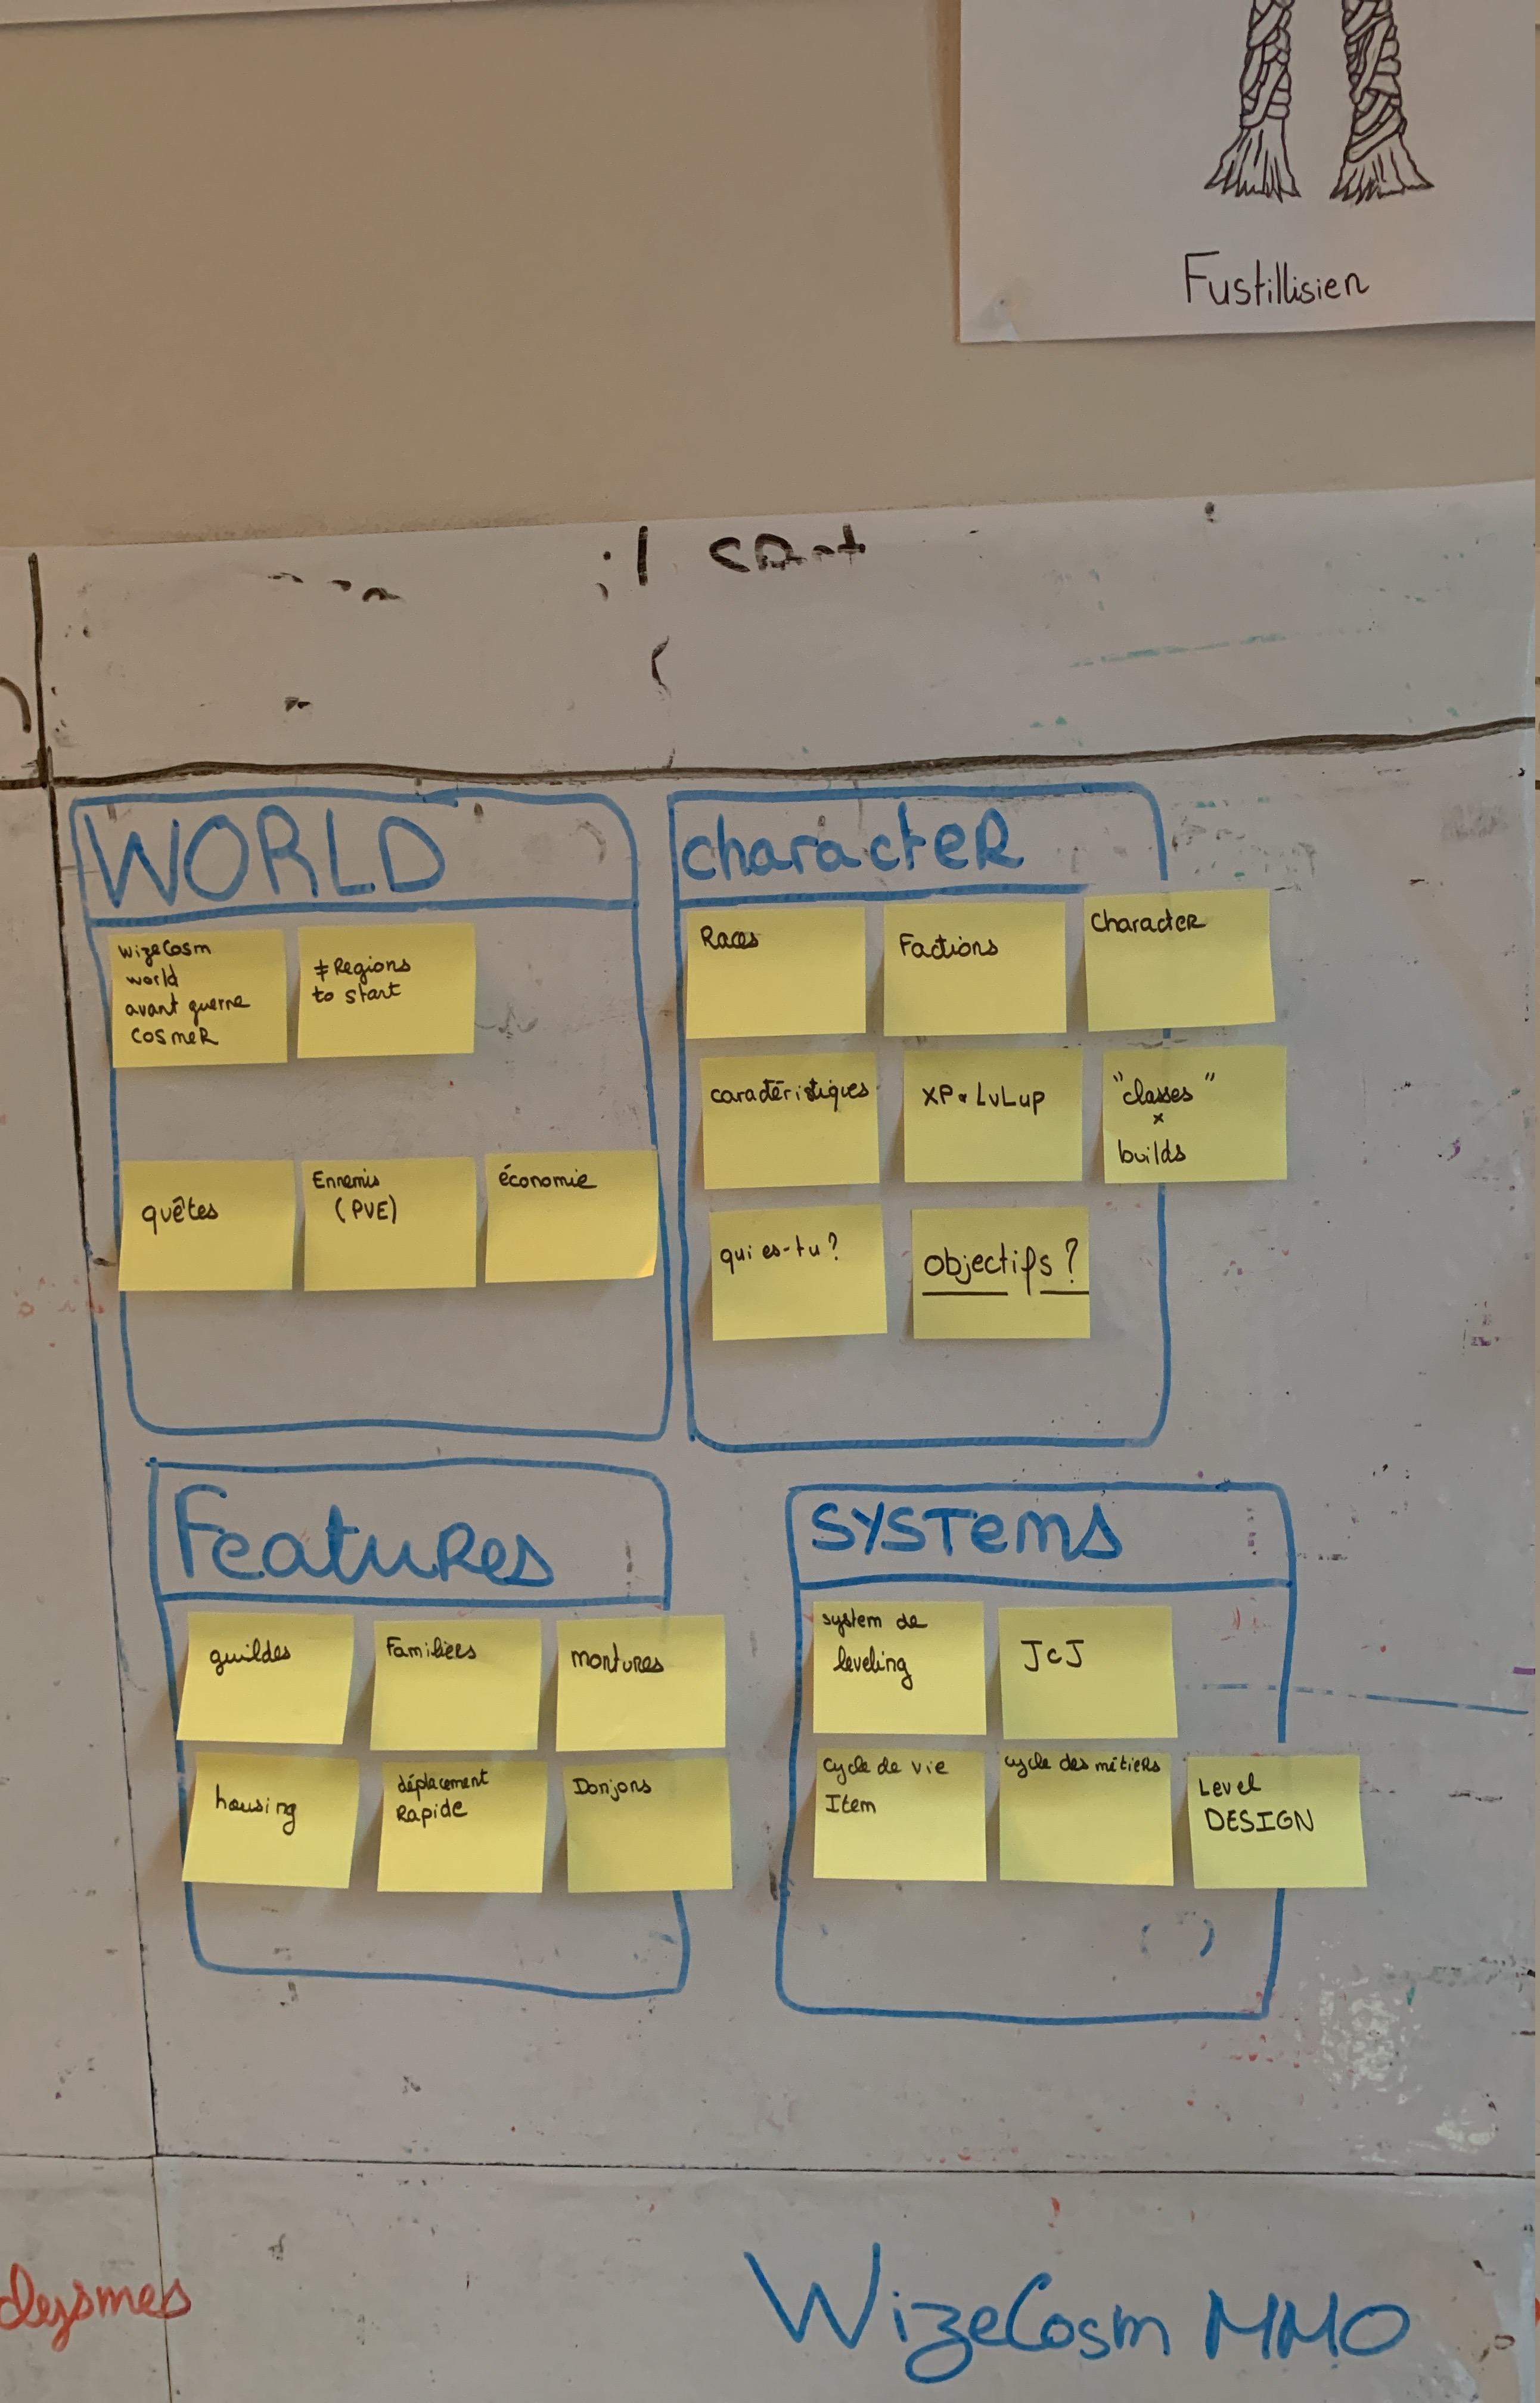 Fustillisien
WORLD
wizeCosm
world
avant guerre
COSMER
≠ Regions
to start
quêtes
Ennemis
(PVE)
économie
character
Races
Factions
Character
caractéristiques
XP & LvLup
"classes"
x
builds
qui es-tu ?
objectifs ?
Features
guildes
Familiers
montures
housing
déplacement
Rapide
Donjons
SYSTEMS
system de
leveling
JcJ
Cycle de vie
Item
cycle des métiers
Level
DESIGN
WizeCosm MMO